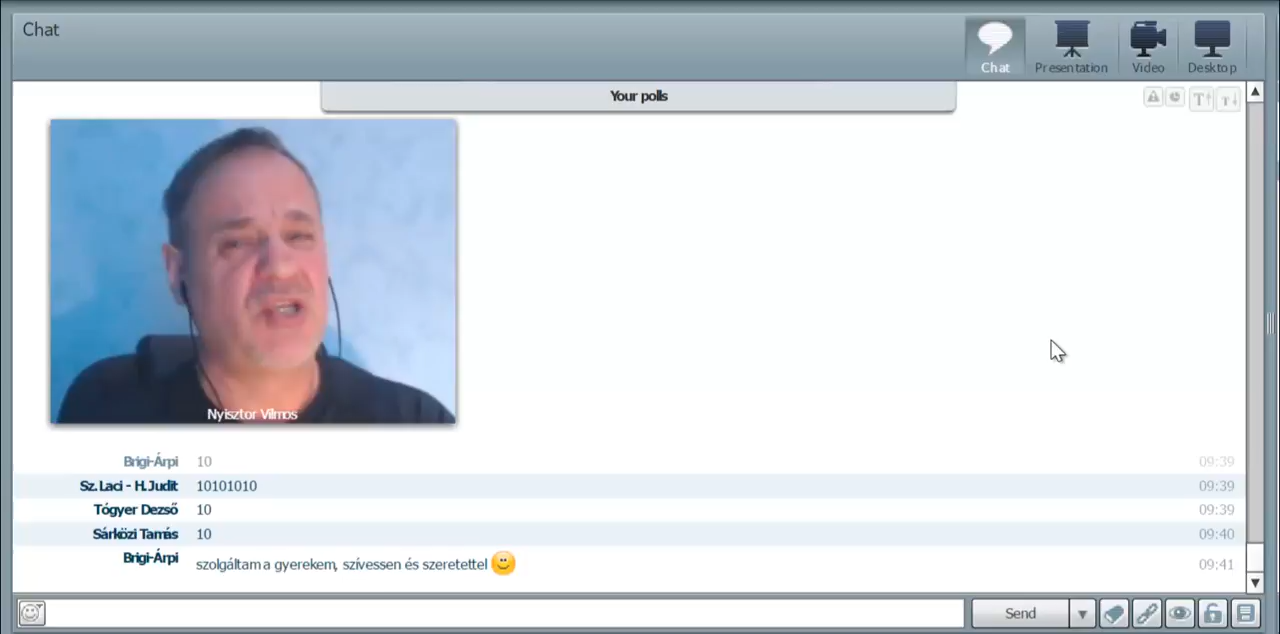 Chat
Chat
Presentation
Video
Desktop
Your polls
T T
Nyisztor Vilmos
Brigi-Árpi 10 09:39
Sz. Laci - H. Judit 10101010 09:39
Tógyer Dezső 10 09:39
Sárközi Tamás 10 09:40
Brigi-Árpi szolgáltam a gyerekem, szívessen és szeretettel 09:41
Send